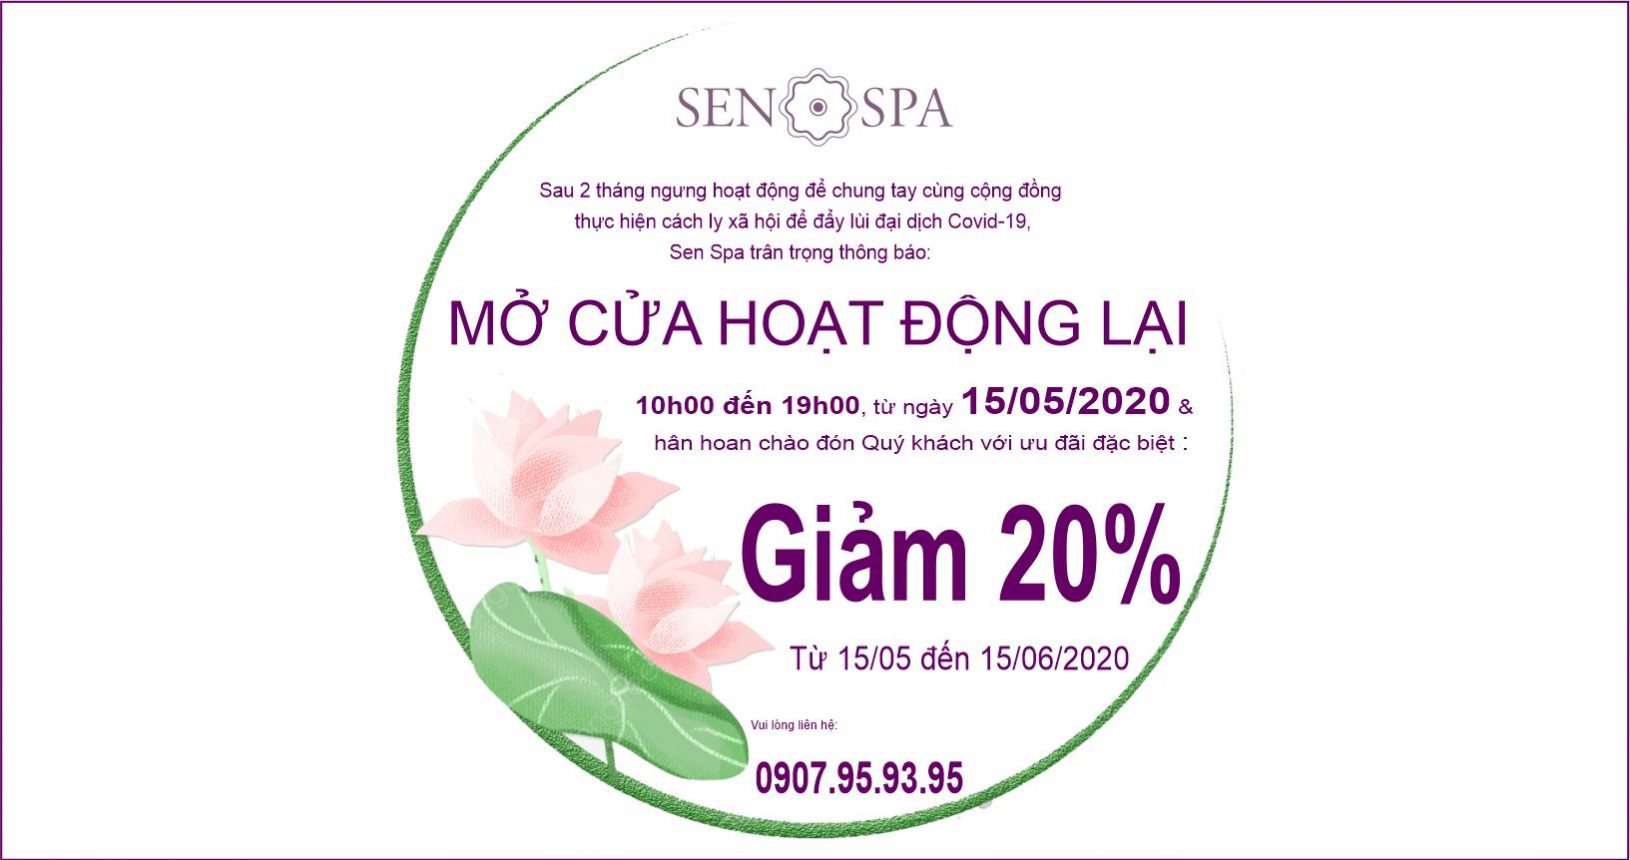 SEN SPA
Sau 2 tháng ngưng hoạt động để chung tay cùng cộng đồng
thực hiện cách ly xã hội để đẩy lùi đại dịch Covid-19,
Sen Spa trân trọng thông báo:
MỞ CỬA HOẠT ĐỘNG LẠI
10h00 đến 19h00, từ ngày 15/05/2020 &
hân hoan chào đón Quý khách với ưu đãi đặc biệt :
Giảm 20%
Từ 15/05 đến 15/06/2020
Vui lòng liên hệ:
0907.95.93.95